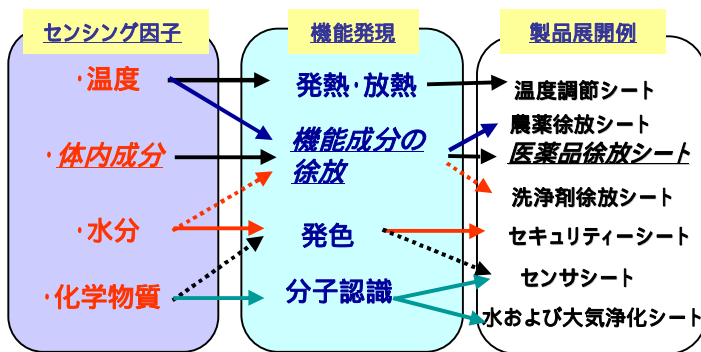 センシング因子
機能発現
製品展開例
・温度
・体内成分
・水分
・化学物質
発熱・放熱
機能成分の
徐放
発色
分子認識
温度調節シート
農薬徐放シート
医薬品徐放シート
洗浄剤徐放シート
セキュリティーシート
センサシート
水および大気浄化シート